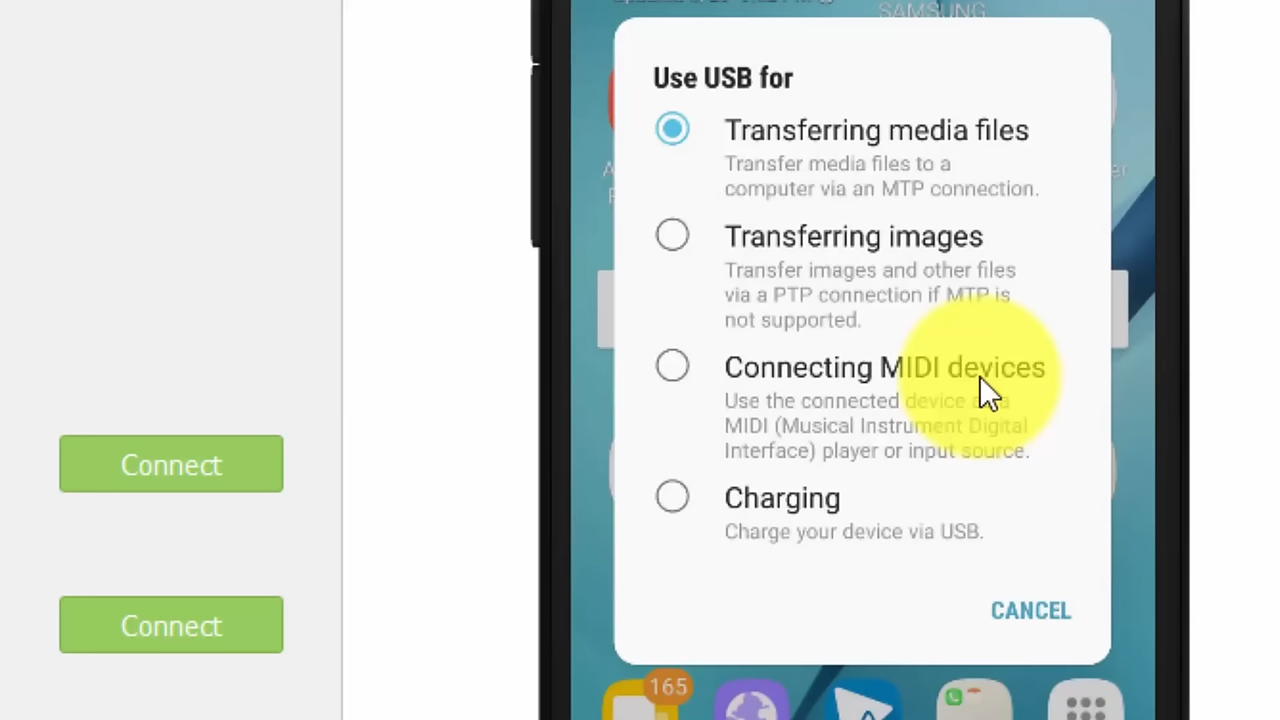 SAMSUNG
Use USB for
Transferring media files
Transfer media files to a
computer via an MTP connection.
Transferring images
Transfer images and other files
via a PTP connection if MTP is
not supported.
Connecting MIDI devices
Use the connected device as a
MIDI (Musical Instrument Digital
Interface) player or input source.
Charging
Charge your device via USB.
CANCEL
Connect
Connect
165